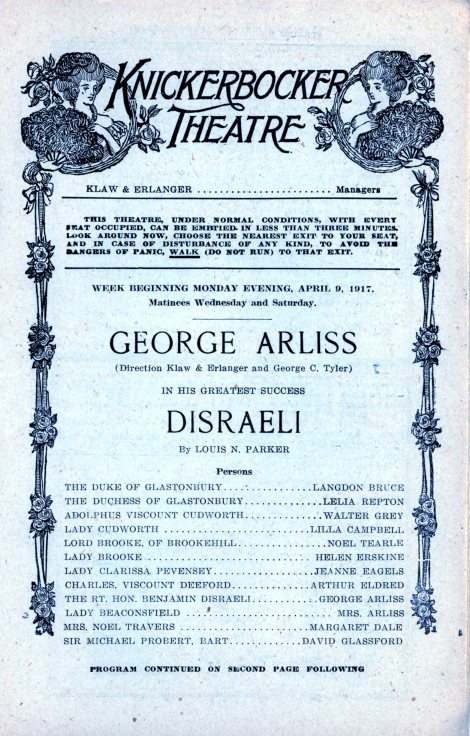 KNICKERBOCKER
THEATRE
KLAW & ERLANGER ...................... Managers
THIS THEATRE, UNDER NORMAL CONDITIONS, WITH EVERY
SEAT OCCUPIED, CAN BE EMTIED IN LESS THAN THREE MINUTES.
LOOK AROUND NOW, CHOOSE THE NEAREST EXIT TO YOUR SEAT,
AND IN CASE OF DISTURBANCE OF ANY KIND, TO AVOID THE
DANGERS OF PANIC, WALK (DO NOT RUN) TO THAT EXIT.
WEEK BEGINNING MONDAY EVENING, APRIL 9, 1917.
Matinees Wednesday and Saturday.
GEORGE ARLISS
(Direction Klaw & Erlanger and George C. Tyler)
IN HIS GREATEST SUCCESS
DISRAELI
By LOUIS N. PARKER
Persons
THE DUKE OF GLASTONBURY..............LANGDON BRUCE
THE DUCHESS OF GLASTONBURY............LELIA REPTON
ADOLPHUS VISCOUNT CUDWORTH............WALTER GREY
LADY CUDWORTH .......................LILLA CAMPBELL
LORD BROOKE, OF BROOKEHILL..............NOEL TEARLE
LADY BROOKE..........................HELEN ERSKINE
LADY CLARISSA PEVENSEY................JEANNE EAGELS
CHARLES, VISCOUNT DEEFORD............ARTHUR ELDRED
THE RT. HON. BENJAMIN DISRAELI..........GEORGE ARLISS
LADY BEACONSFIELD ....................MRS. ARLISS
MRS. NOEL TRAVERS ....................MARGARET DALE
SIR MICHAEL PROBERT, BART...........DAVID GLASSFORD
PROGRAM CONTINUED ON SECOND PAGE FOLLOWING